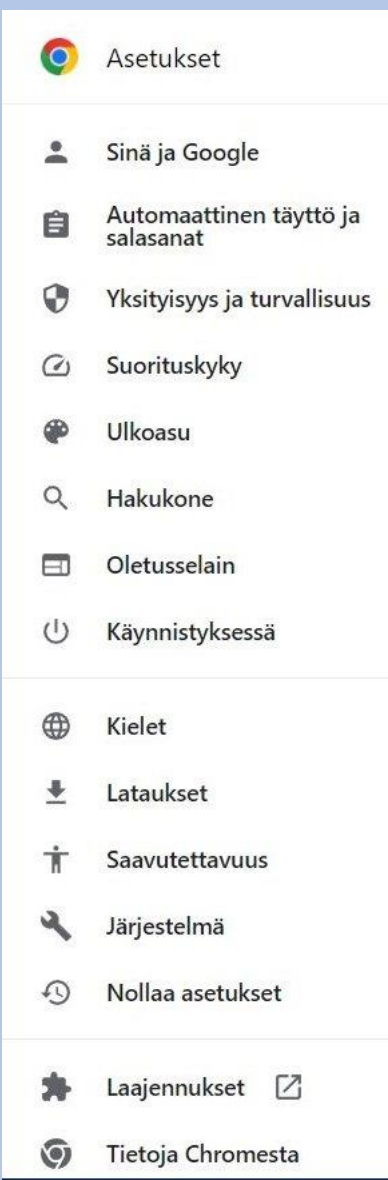 Asetukset
Sinä ja Google
Automaattinen täyttö ja
salasanat
Yksityisyys ja turvallisuus
Suorituskyky
Ulkoasu
Hakukone
Oletusselain
Käynnistyksessä
Kielet
Lataukset
Saavutettavuus
Järjestelmä
Nollaa asetukset
Laajennukset
Tietoja Chromesta